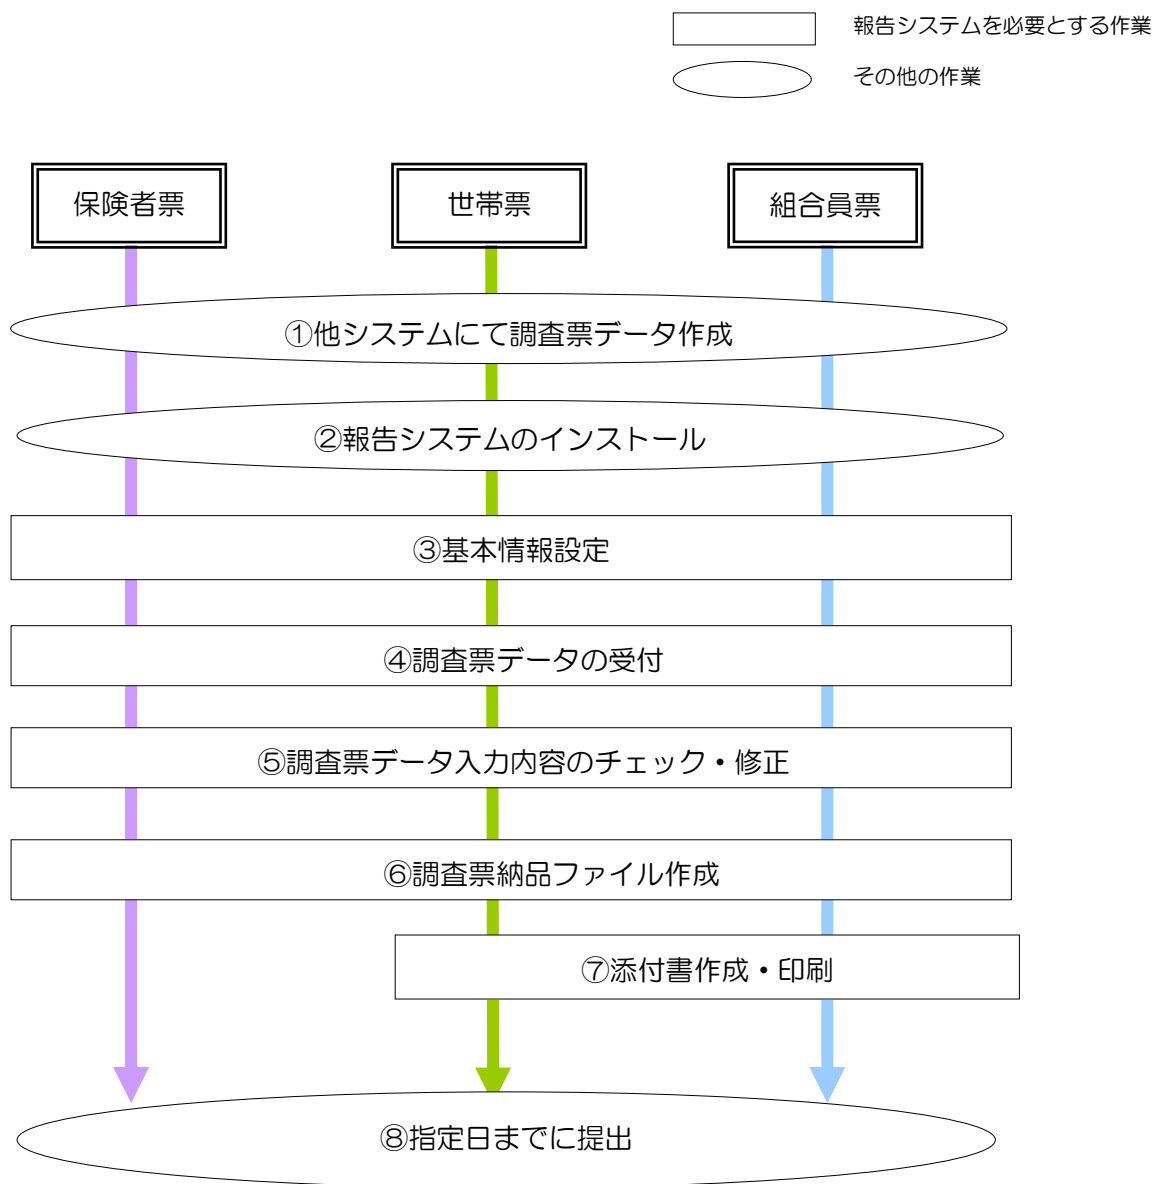 報告システムを必要とする作業
その他の作業
保険者票
世帯票
組合員票
①他システムにて調査票データ作成
②報告システムのインストール
③基本情報設定
④調査票データの受付
⑤調査票データ入力内容のチェック・修正
⑥調査票納品ファイル作成
⑦添付書作成・印刷
⑧指定日までに提出